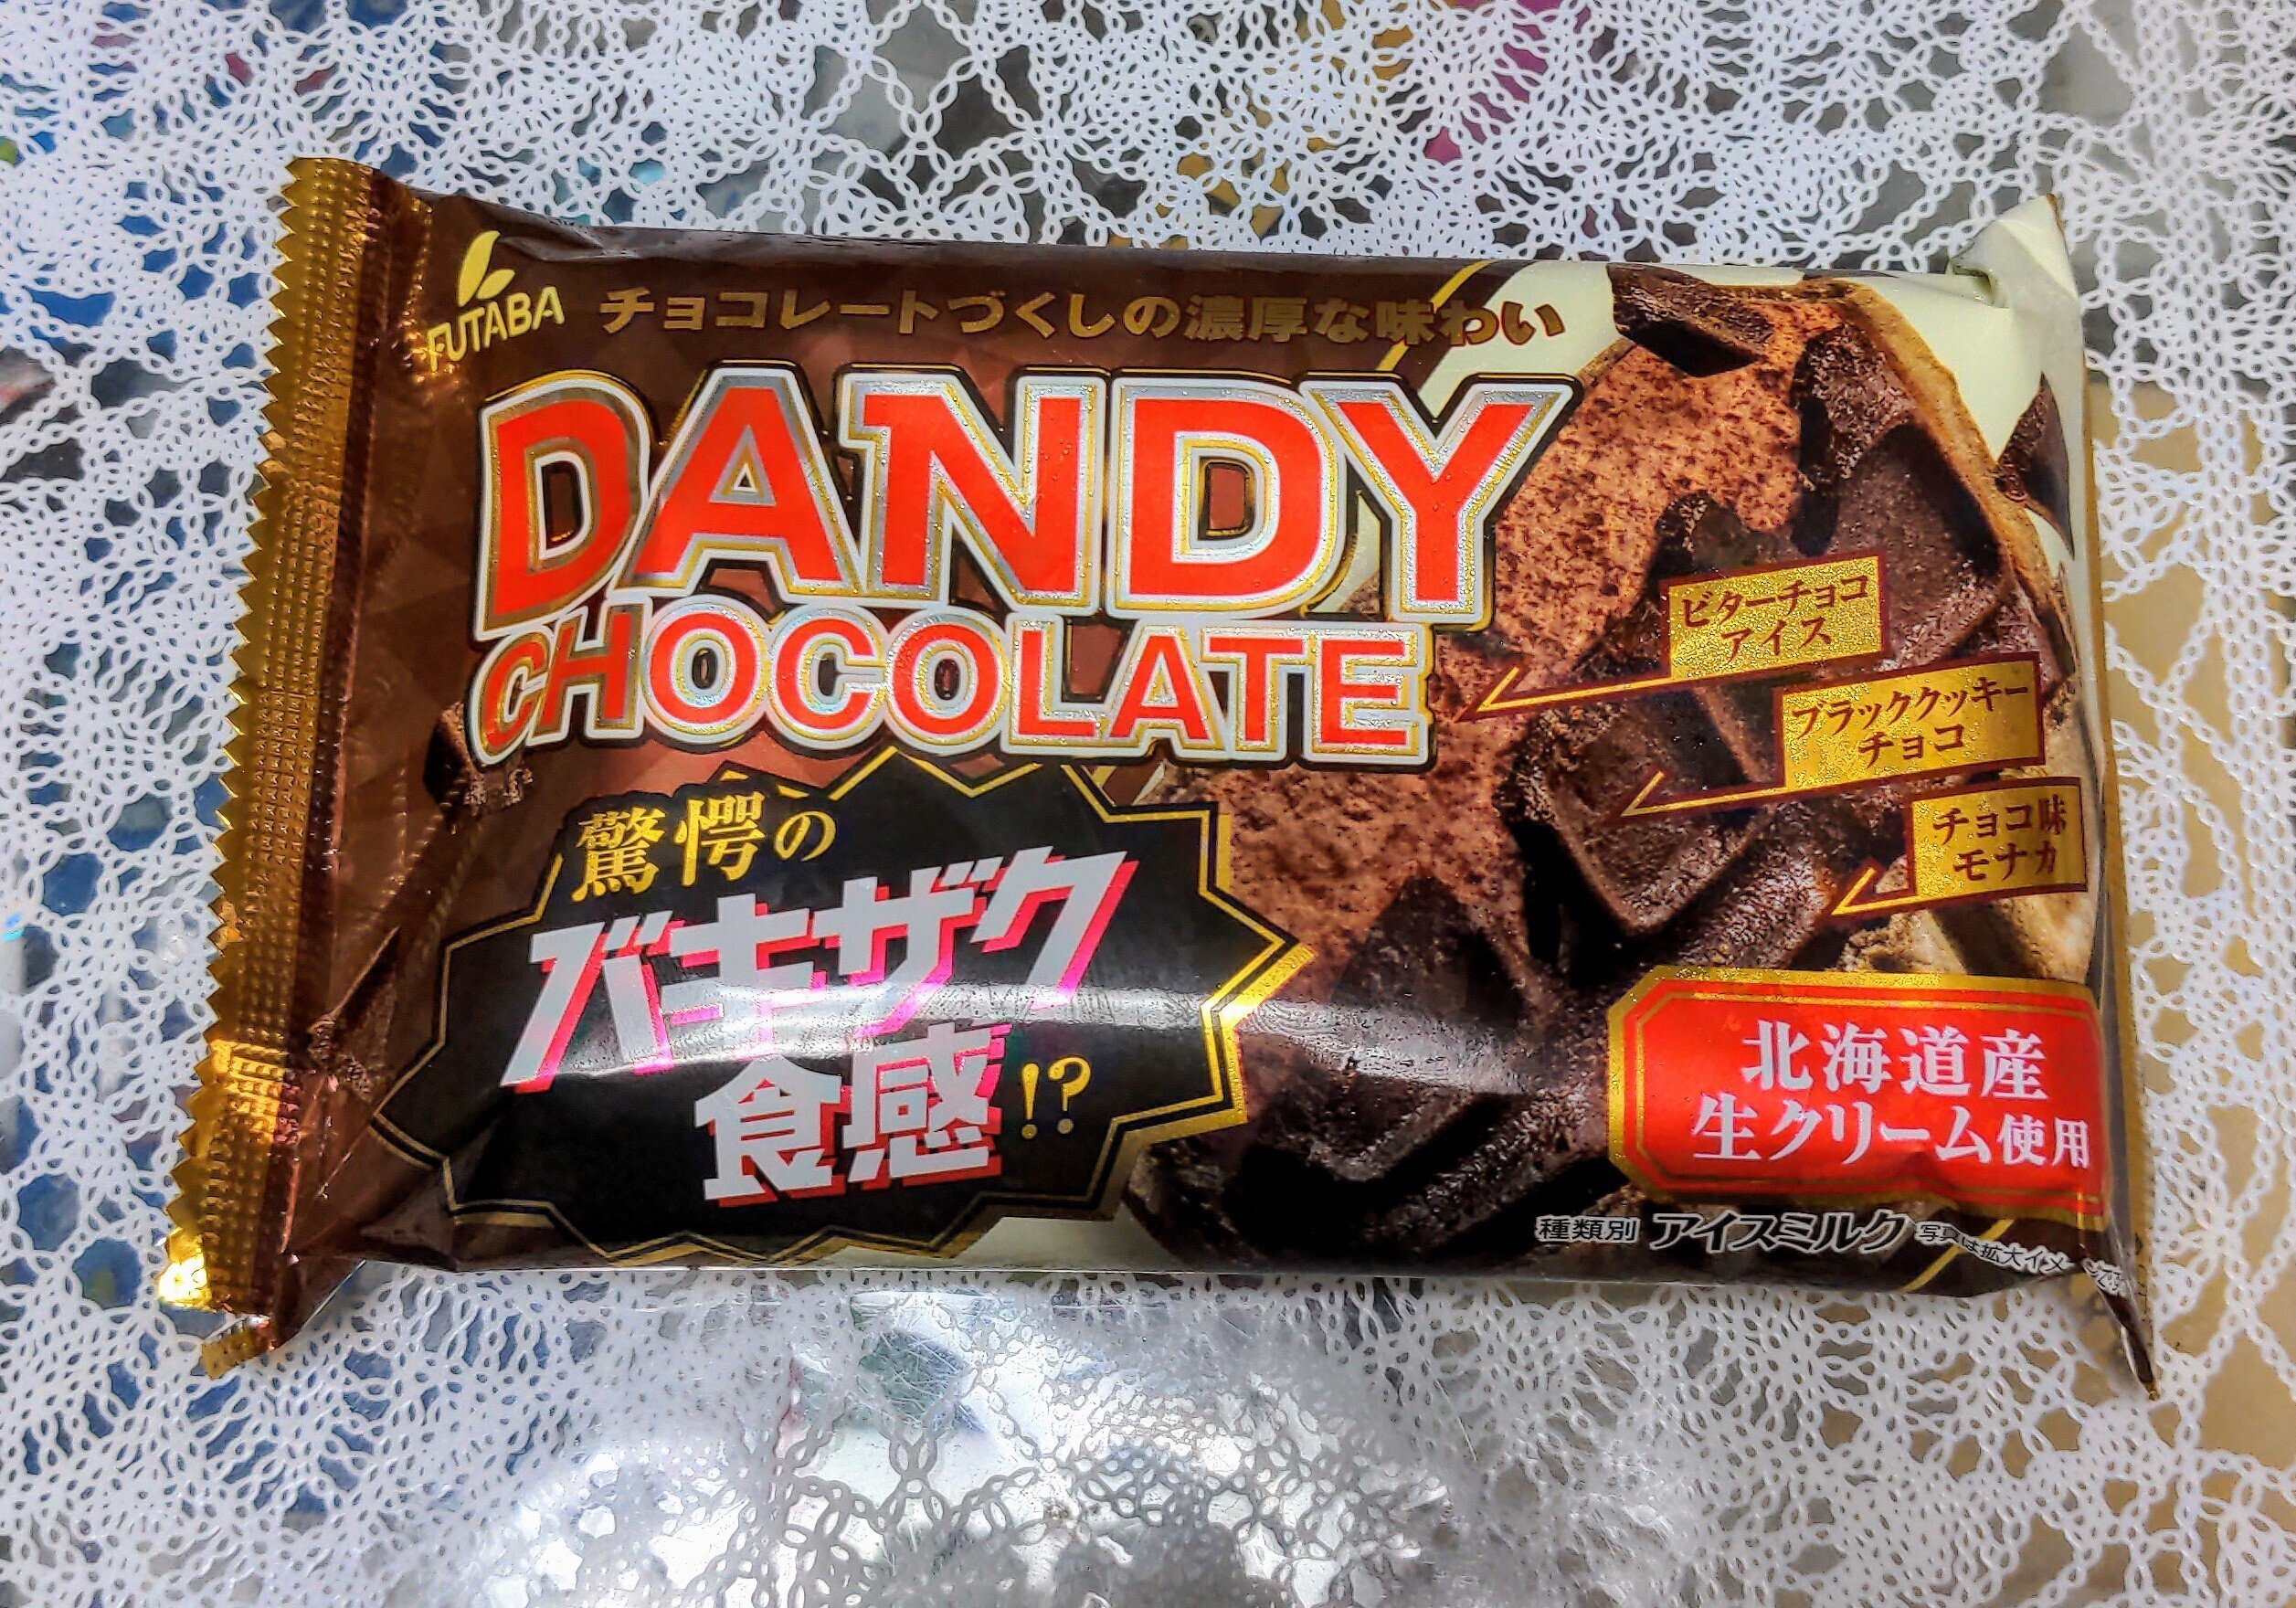 FUTABA
チョコレートづくしの濃厚な味わい
DANDY
CHOCOLATE
ビターチョコ
アイス
ブラッククッキー
チョコ
チョコ味
モナカ
驚愕の
バキザク
食感!?
北海道産
生クリーム使用
種類別 アイスミルク 写真は拡大イメージです